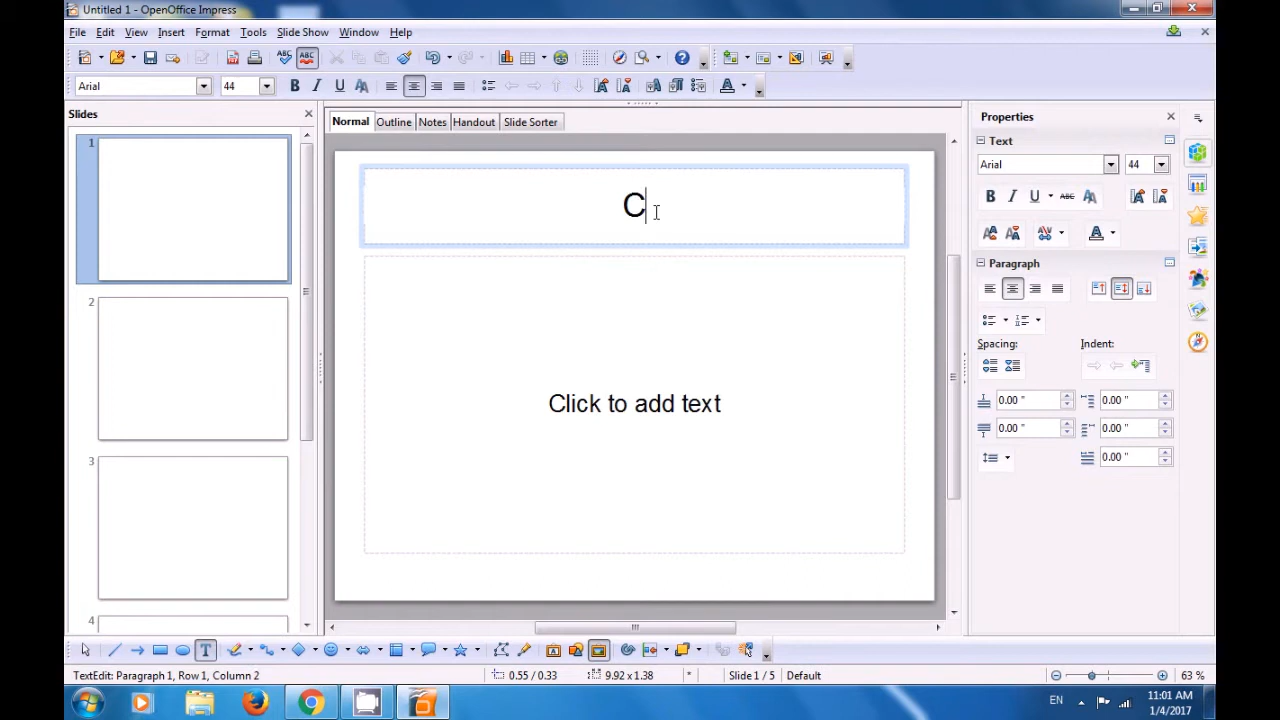 Untitled 1 - OpenOffice Impress
File Edit View Insert Format Tools Slide Show Window Help
Arial 44
Slides
Normal Outline Notes Handout Slide Sorter
Properties
Text
Arial 44
1
C
2
Click to add text
3
4
Paragraph
Spacing: Indent:
0.00 " 0.00 "
0.00 " 0.00 "
0.00 "
TextEdit: Paragraph 1, Row 1, Column 2 0.55 / 0.33 9.92 x 1.38 * Slide 1 / 5 Default 63 %
EN 11:01 AM
1/4/2017